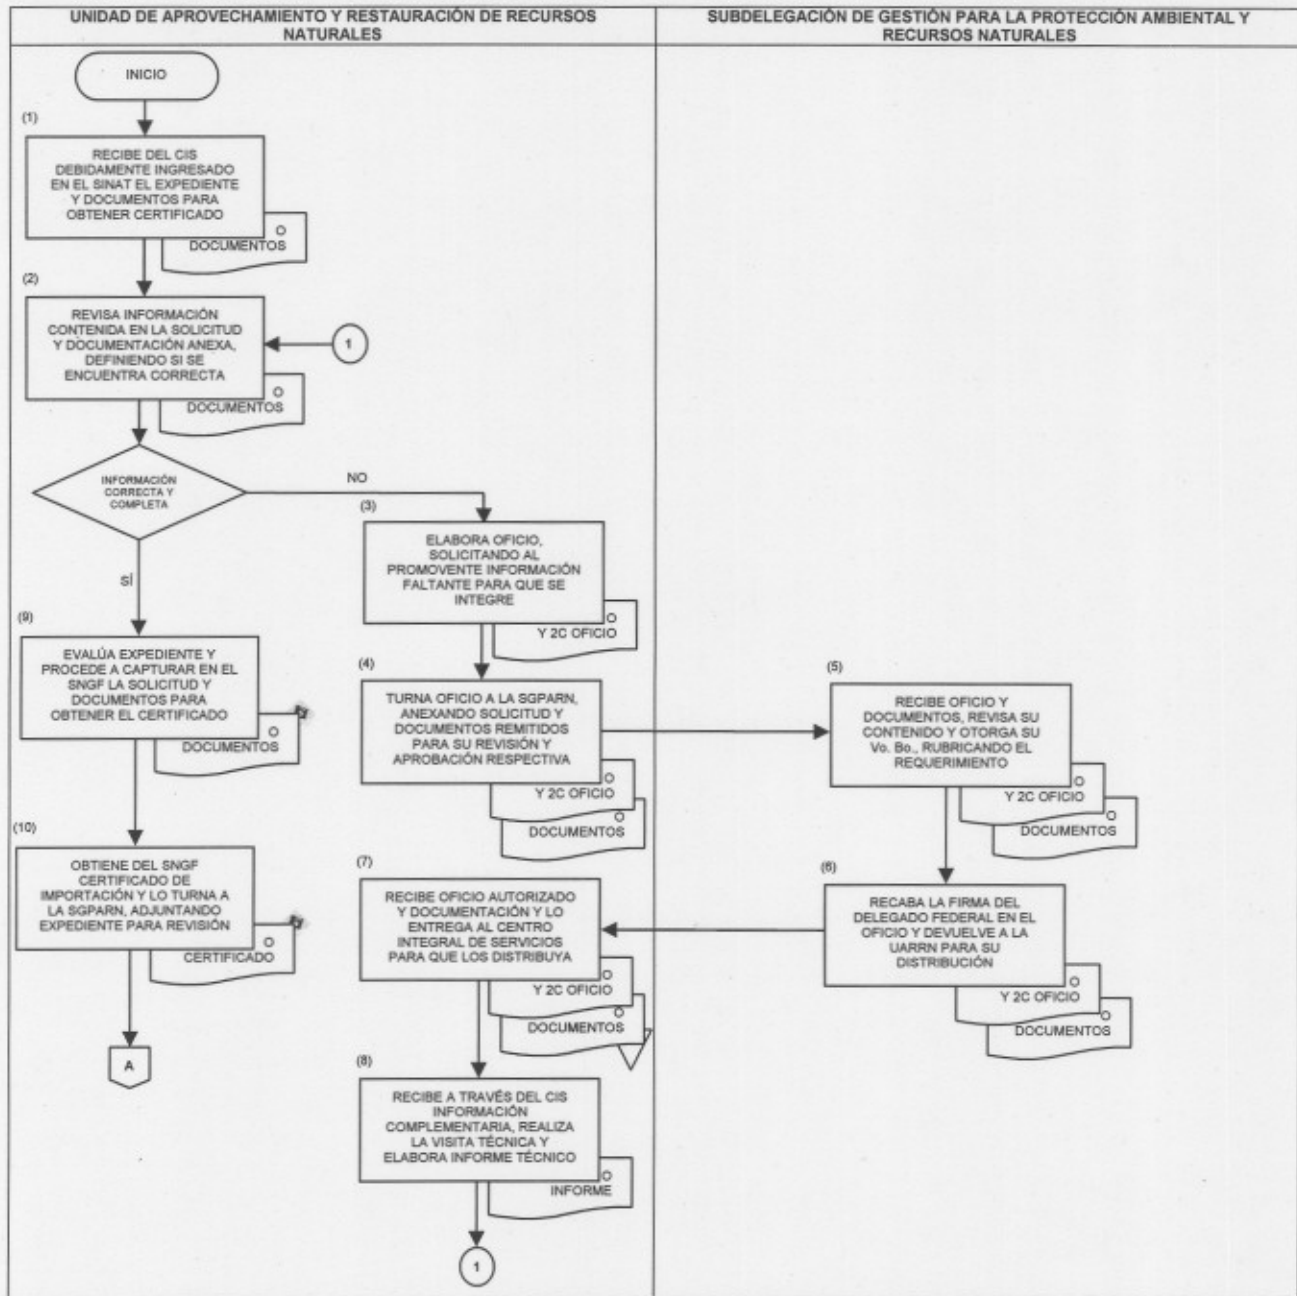 UNIDAD DE APROVECHAMIENTO Y RESTAURACIÓN DE RECURSOS
NATURALES
SUBDELEGACIÓN DE GESTIÓN PARA LA PROTECCIÓN AMBIENTAL Y
RECURSOS NATURALES
INICIO
(1)
RECIBE DEL CIS
DEBIDAMENTE INGRESADO
EN EL SINAT EL EXPEDIENTE
Y DOCUMENTOS PARA
OBTENER CERTIFICADO
O
DOCUMENTOS
(2)
REVISA INFORMACIÓN
CONTENIDA EN LA SOLICITUD
Y DOCUMENTACIÓN ANEXA,
DEFINIENDO SI SE
ENCUENTRA CORRECTA
1
O
DOCUMENTOS
INFORMACIÓN
CORRECTA Y
COMPLETA
NO
SÍ
(3)
ELABORA OFICIO,
SOLICITANDO AL
PROMOVENTE INFORMACIÓN
FALTANTE PARA QUE SE
INTEGRE
O
Y 2C OFICIO
(4)
TURNA OFICIO A LA SGPARN,
ANEXANDO SOLICITUD Y
DOCUMENTOS REMITIDOS
PARA SU REVISIÓN Y
APROBACIÓN RESPECTIVA
O
Y 2C OFICIO
O
DOCUMENTOS
(5)
RECIBE OFICIO Y
DOCUMENTOS, REVISA SU
CONTENIDO Y OTORGA SU
Vo. Bo., RUBRICANDO EL
REQUERIMIENTO
O
Y 2C OFICIO
O
DOCUMENTOS
(6)
RECABA LA FIRMA DEL
DELEGADO FEDERAL EN EL
OFICIO Y DEVUELVE A LA
UARRN PARA SU
DISTRIBUCIÓN
O
Y 2C OFICIO
O
DOCUMENTOS
(7)
RECIBE OFICIO AUTORIZADO
Y DOCUMENTACIÓN Y LO
ENTREGA AL CENTRO
INTEGRAL DE SERVICIOS
PARA QUE LOS DISTRIBUYA
O
Y 2C OFICIO
O
DOCUMENTOS
(8)
RECIBE A TRAVÉS DEL CIS
INFORMACIÓN
COMPLEMENTARIA, REALIZA
LA VISITA TÉCNICA Y
ELABORA INFORME TÉCNICO
O
INFORME
1
(9)
EVALÚA EXPEDIENTE Y
PROCEDE A CAPTURAR EN EL
SNGF LA SOLICITUD Y
DOCUMENTOS PARA
OBTENER EL CERTIFICADO
O
DOCUMENTOS
(10)
OBTIENE DEL SNGF
CERTIFICADO DE
IMPORTACIÓN Y LO TURNA A
LA SGPARN, ADJUNTANDO
EXPEDIENTE PARA REVISIÓN
O
CERTIFICADO
A